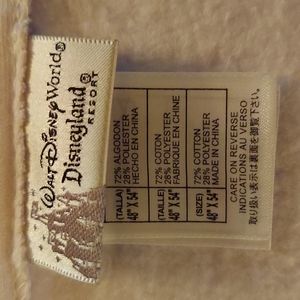 WALT DISNEY World®
Disneyland®
RESORT
(TALLA)
48" X 54"
72% ALGODON
28% POLIESTER
HECHO EN CHINA
(TAILLE)
48" X 54"
72% COTON
28% POLYESTER
FABRIQUE EN CHINE
(SIZE)
48" X 54"
72% COTTON
28% POLYESTER
MADE IN CHINA
CARE ON REVERSE
INDICATIONS AU VERSO
取り扱い表示は裏面を御覧下さい。